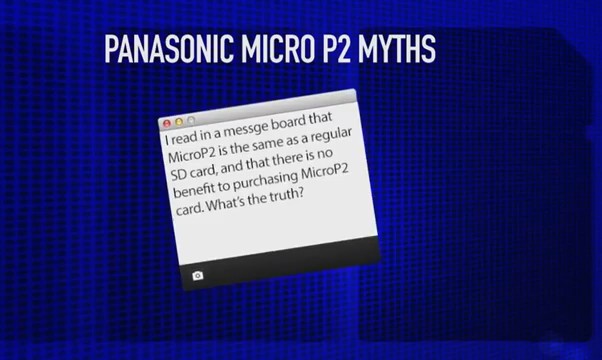 PANASONIC MICRO P2 MYTHS
I read in a messge board that
MicroP2 is the same as a regular
SD card, and that there is no
benefit to purchasing MicroP2
card. What's the truth?